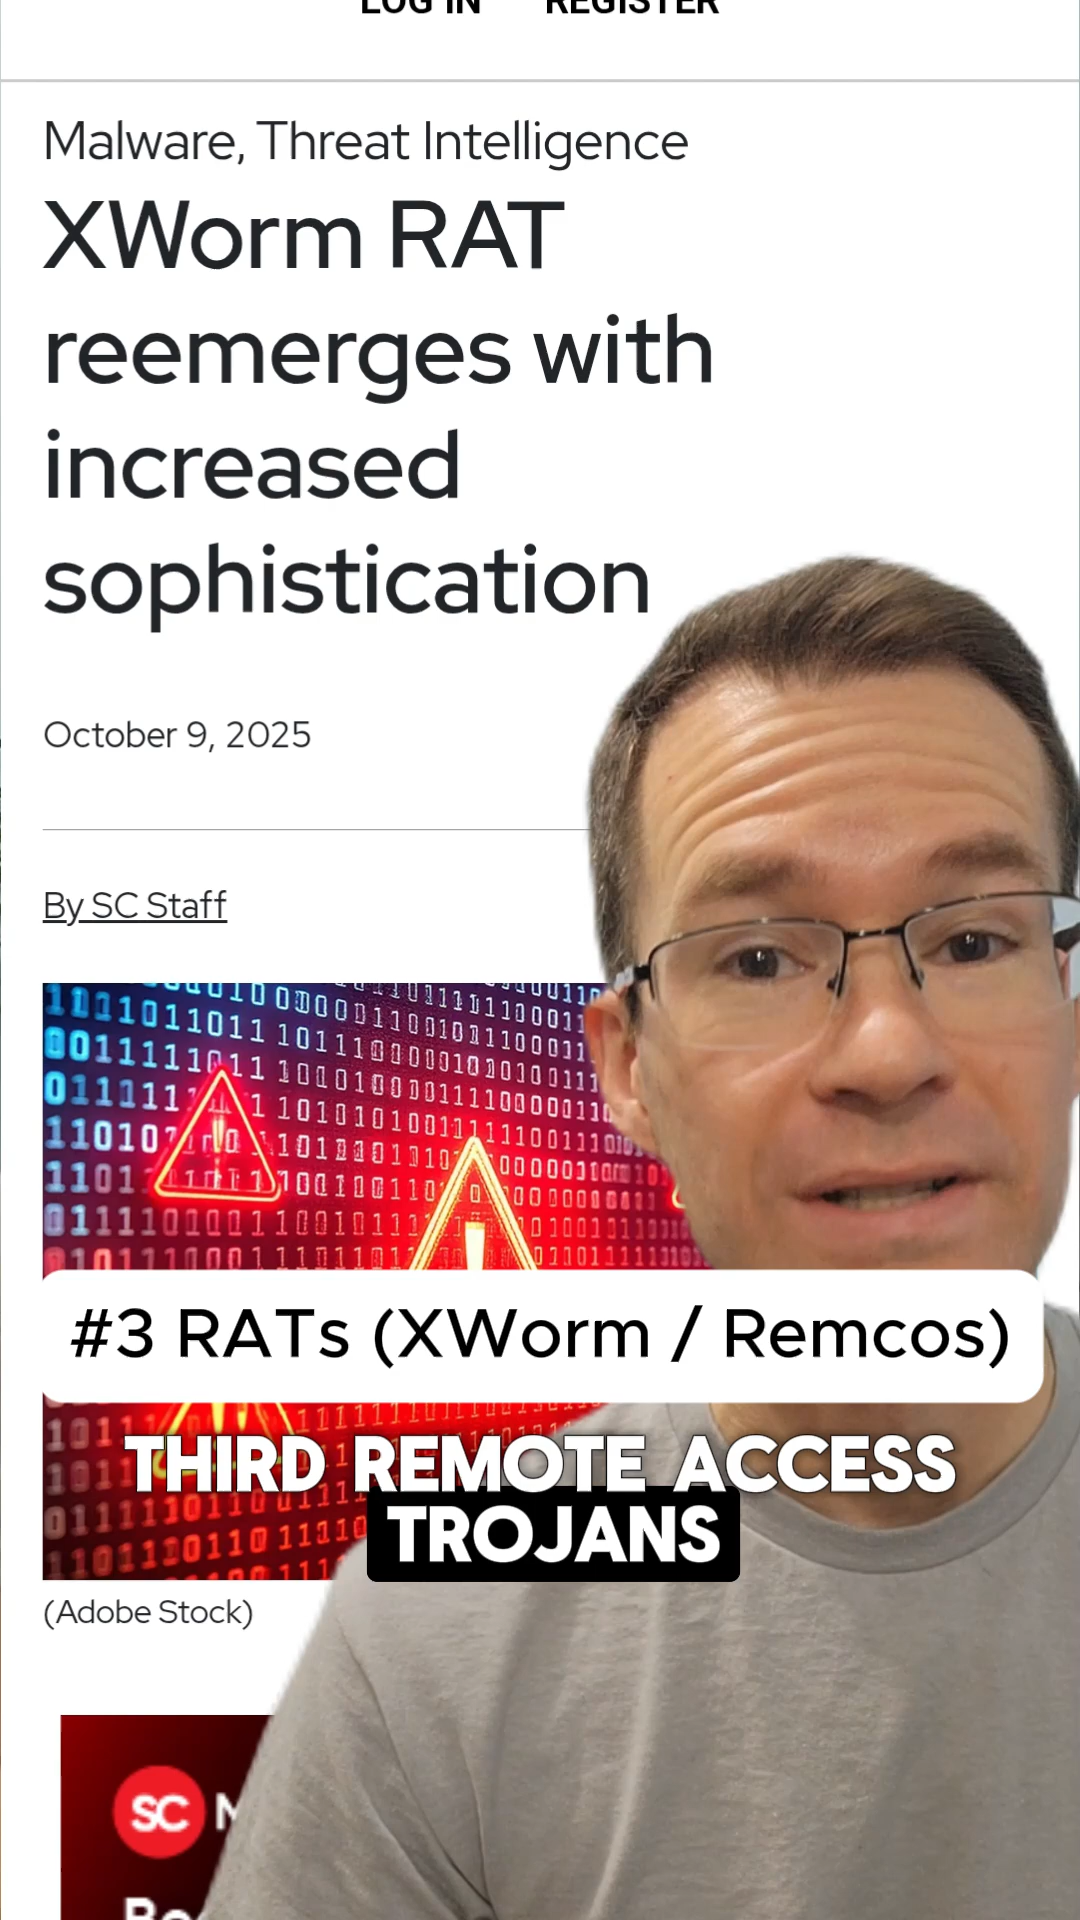 LOG IN REGISTER
Malware, Threat Intelligence
XWorm RAT
reemerges with
increased
sophistication
October 9, 2025
By SC Staff
#3 RATs (XWorm / Remcos)
THIRD REMOTE ACCESS
TROJANS
(Adobe Stock)
SC